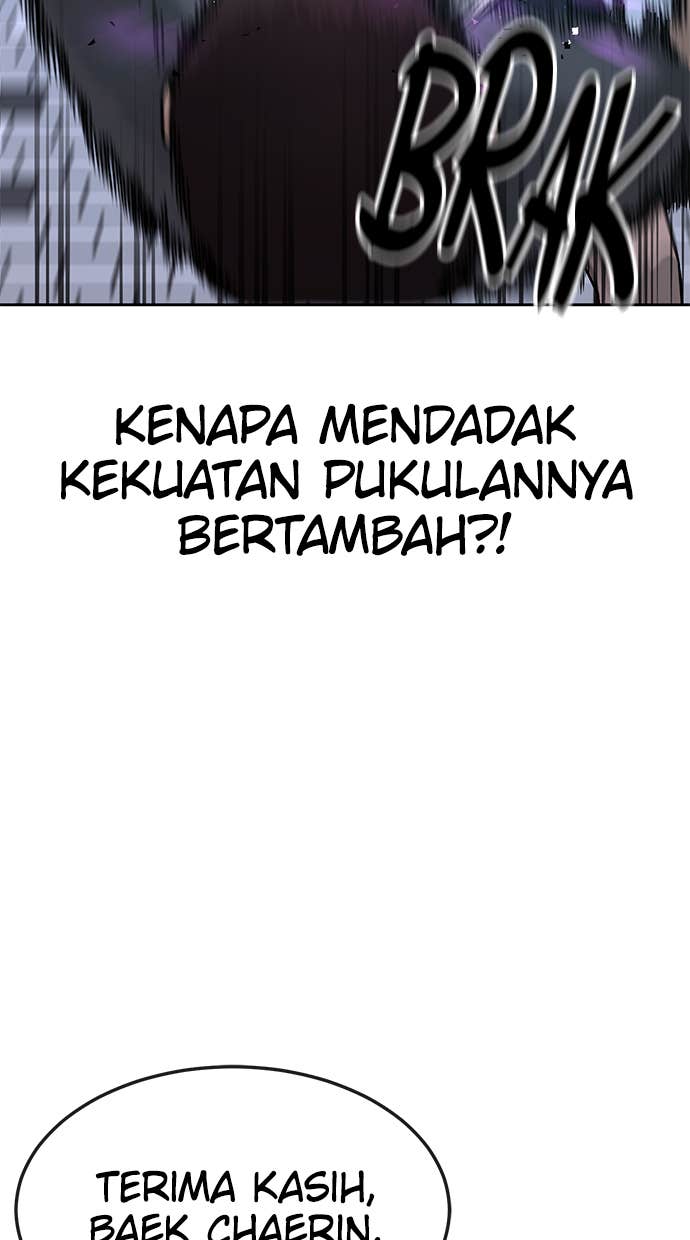 BRAK
KENAPA MENDADAK
KEKUATAN PUKULANNYA
BERTAMBAH?!
TERIMA KASIH,
BAEK CHAERIN.